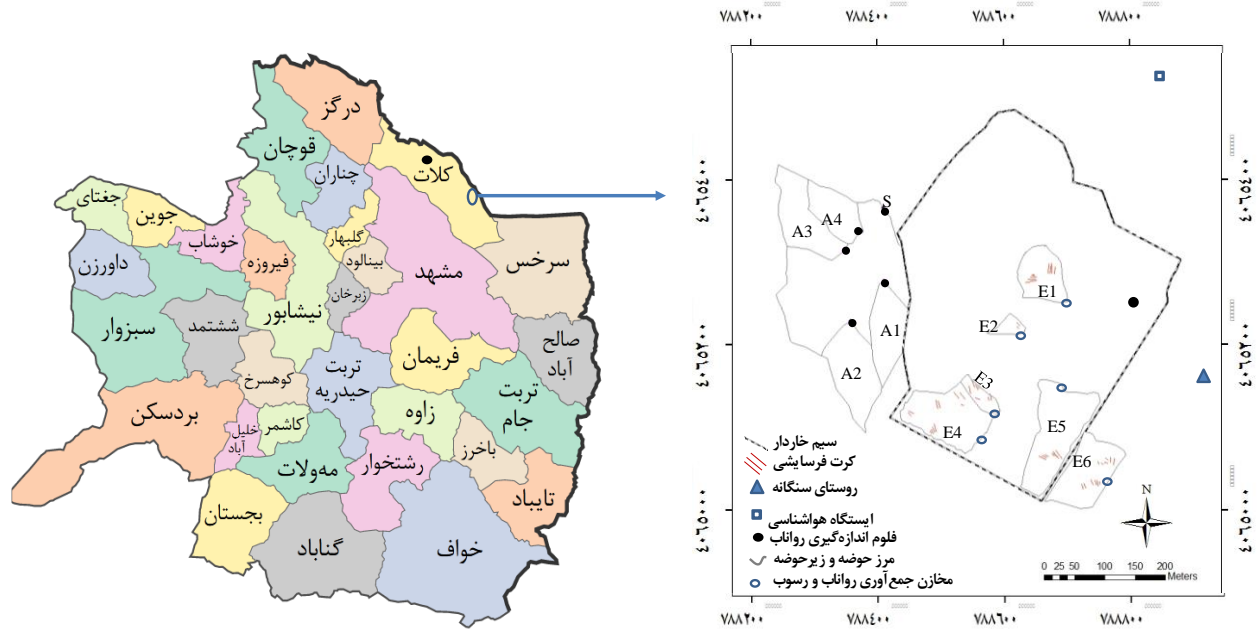 درگز
قوچان
کلات
چناران
جغتای
جوین
خوشاب
گلبهار
بینالود
مشهد
سرخس
داورزن
فیروزه
زبرخان
نیشابور
سبزوار
ششتمد
صالح
آباد
فریمان
تربت
حیدریه
کوهسرخ
تربت
جام
بردسکن
خلیل
آباد
کاشمر
زاوه
باخرز
مه‌ولات
رشتخوار
تایباد
بجستان
گناباد
خواف
۷۸۸۲۰۰
۷۸۸۴۰۰
۷۸۸۶۰۰
۷۸۸۸۰۰
۴۰۶۵۶۰۰
۴۰۶۵۶۰۰
S
A4
A3
E1
E2
A1
A2
E3
E4
E5
E6
N
سیم خاردار
کرت فرسایشی
روستای سنگانه
ایستگاه هواشناسی
فلوم اندازه‌گیری رواناب
مرز حوضه و زیرحوضه
مخازن جمع‌آوری رواناب و رسوب
0 25 50 100 150 200
Meters
۷۸۸۲۰۰
۷۸۸۴۰۰
۷۸۸۶۰۰
۷۸۸۸۰۰